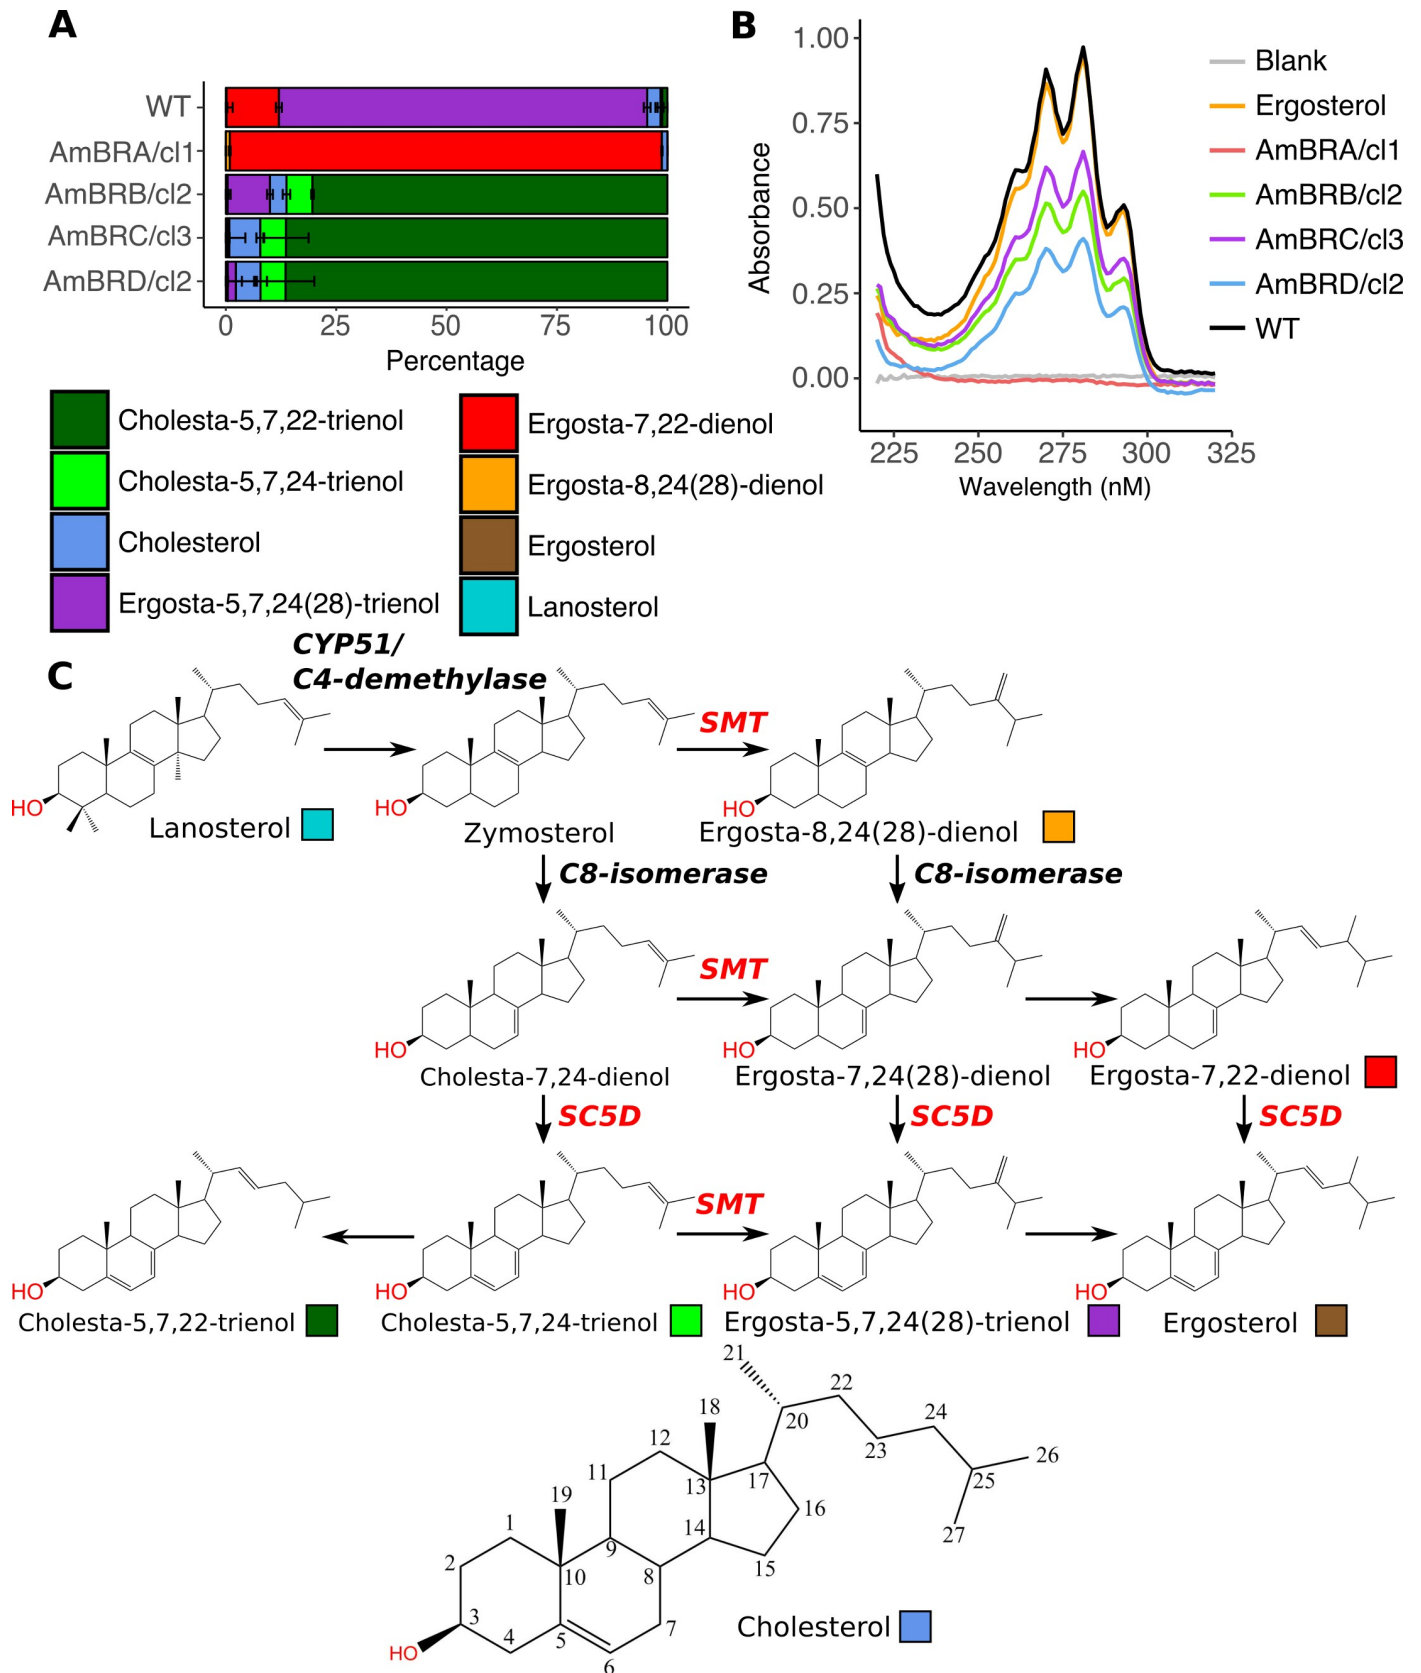 A
WT
AmBRA/cl1
AmBRB/cl2
AmBRC/cl3
AmBRD/cl2
0 25 50 75 100
Percentage
Cholesta-5,7,22-trienol
Cholesta-5,7,24-trienol
Cholesterol
Ergosta-5,7,24(28)-trienol
Ergosta-7,22-dienol
Ergosta-8,24(28)-dienol
Ergosterol
Lanosterol
B
1.00
0.75
0.50
0.25
0.00
Absorbance
225 250 275 300 325
Wavelength (nM)
Blank
Ergosterol
AmBRA/cl1
AmBRB/cl2
AmBRC/cl3
AmBRD/cl2
WT
C
CYP51/
C4-demethylase
SMT
HO
HO
HO
Lanosterol
Zymosterol
Ergosta-8,24(28)-dienol
C8-isomerase
C8-isomerase
SMT
HO
HO
HO
Cholesta-7,24-dienol
Ergosta-7,24(28)-dienol
Ergosta-7,22-dienol
SC5D
SC5D
SC5D
SMT
HO
HO
HO
HO
Cholesta-5,7,22-trienol
Cholesta-5,7,24-trienol
Ergosta-5,7,24(28)-trienol
Ergosterol
21
22
18
20
24
12
23
11
17
26
13
25
19
16
1
14
27
9
15
2
10
8
3
7
4
5
6
HO
Cholesterol